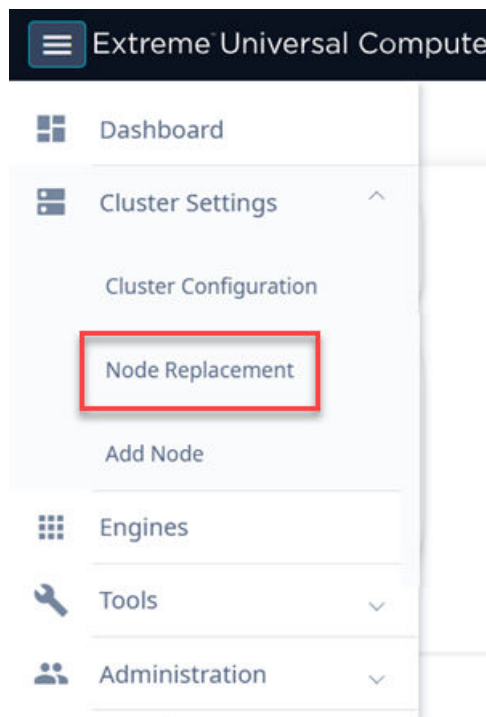 Extreme Universal Compute
Dashboard
Cluster Settings
Cluster Configuration
Node Replacement
Add Node
Engines
Tools
Administration